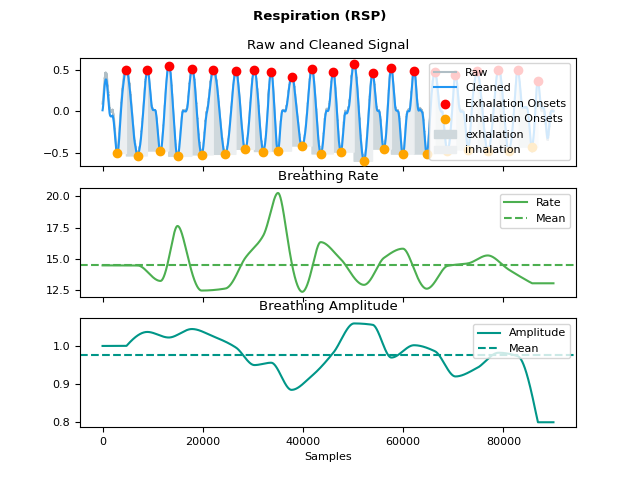 Respiration (RSP)
Raw and Cleaned Signal
0.5
0.0
−0.5
Raw
Cleaned
Exhalation Onsets
Inhalation Onsets
exhalation
inhalation
Breathing Rate
20.0
17.5
15.0
12.5
Rate
Mean
Breathing Amplitude
1.0
0.9
0.8
Amplitude
Mean
0 20000 40000 60000 80000
Samples